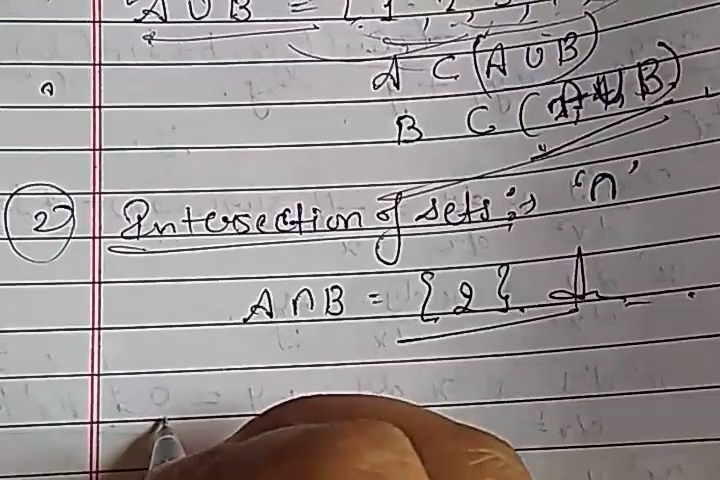 A ∪ B = { 1, 2, 3,
A ⊂ (A ∪ B)
B ⊂ (A ∪ B)
② Intersection of sets :→ '∩'
A ∩ B = { 2 }.